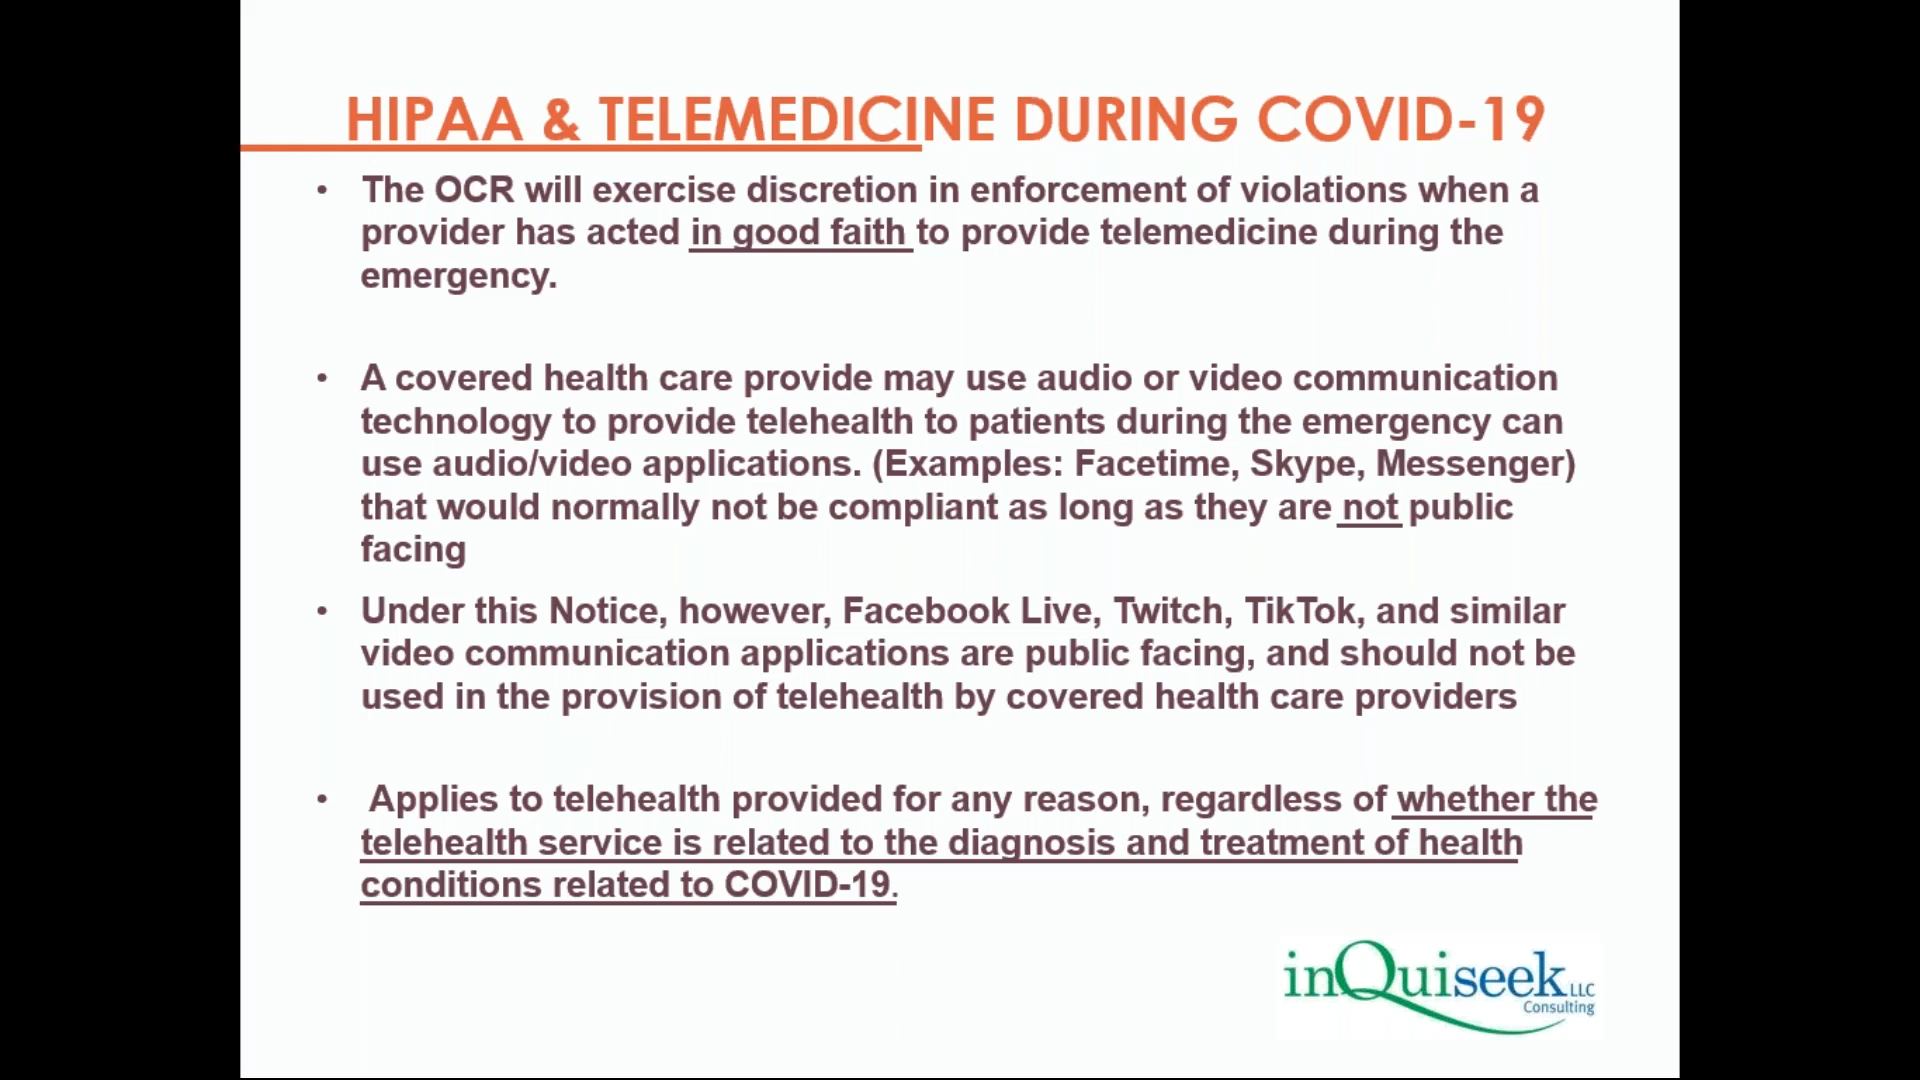 HIPAA & TELEMEDICINE DURING COVID-19
• The OCR will exercise discretion in enforcement of violations when a
provider has acted in good faith to provide telemedicine during the
emergency.
• A covered health care provide may use audio or video communication
technology to provide telehealth to patients during the emergency can
use audio/video applications. (Examples: Facetime, Skype, Messenger)
that would normally not be compliant as long as they are not public
facing
• Under this Notice, however, Facebook Live, Twitch, TikTok, and similar
video communication applications are public facing, and should not be
used in the provision of telehealth by covered health care providers
• Applies to telehealth provided for any reason, regardless of whether the
telehealth service is related to the diagnosis and treatment of health
conditions related to COVID-19.
inQuiseek LLC
Consulting